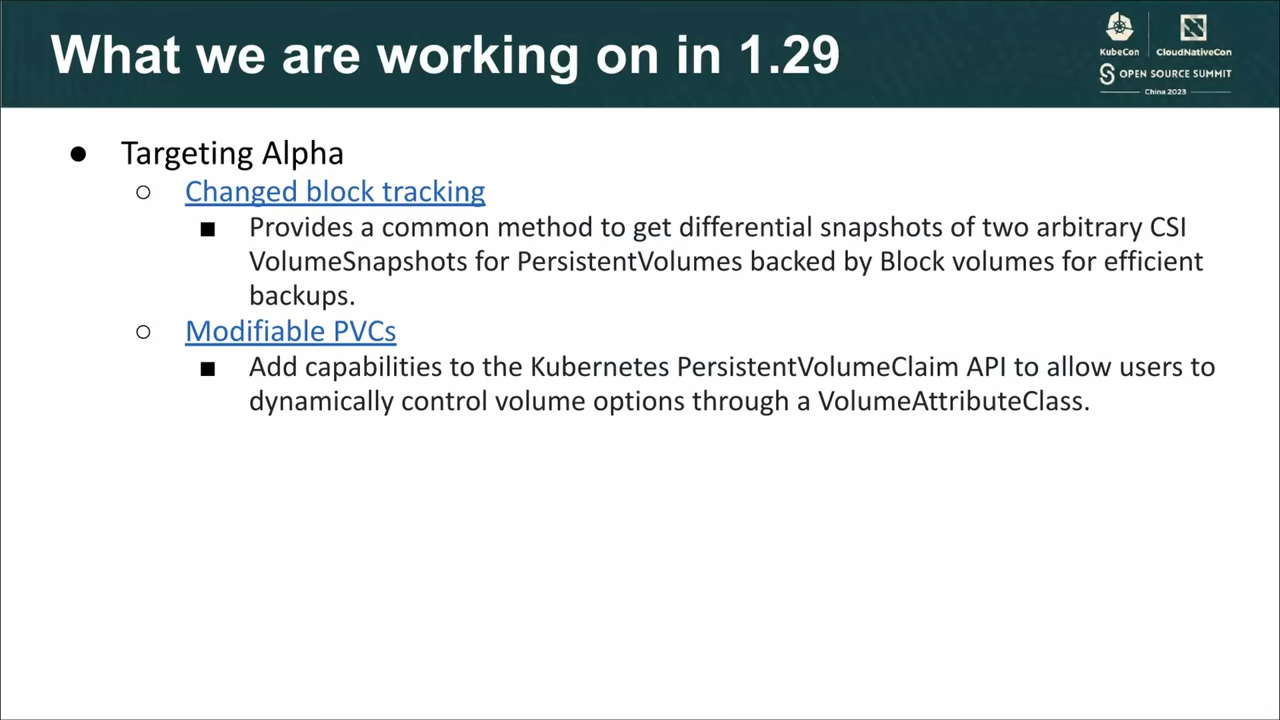 What we are working on in 1.29
KubeCon
CloudNativeCon
OPEN SOURCE SUMMIT
China 2023
● Targeting Alpha
○ Changed block tracking
■ Provides a common method to get differential snapshots of two arbitrary CSI
VolumeSnapshots for PersistentVolumes backed by Block volumes for efficient
backups.
○ Modifiable PVCs
■ Add capabilities to the Kubernetes PersistentVolumeClaim API to allow users to
dynamically control volume options through a VolumeAttributeClass.